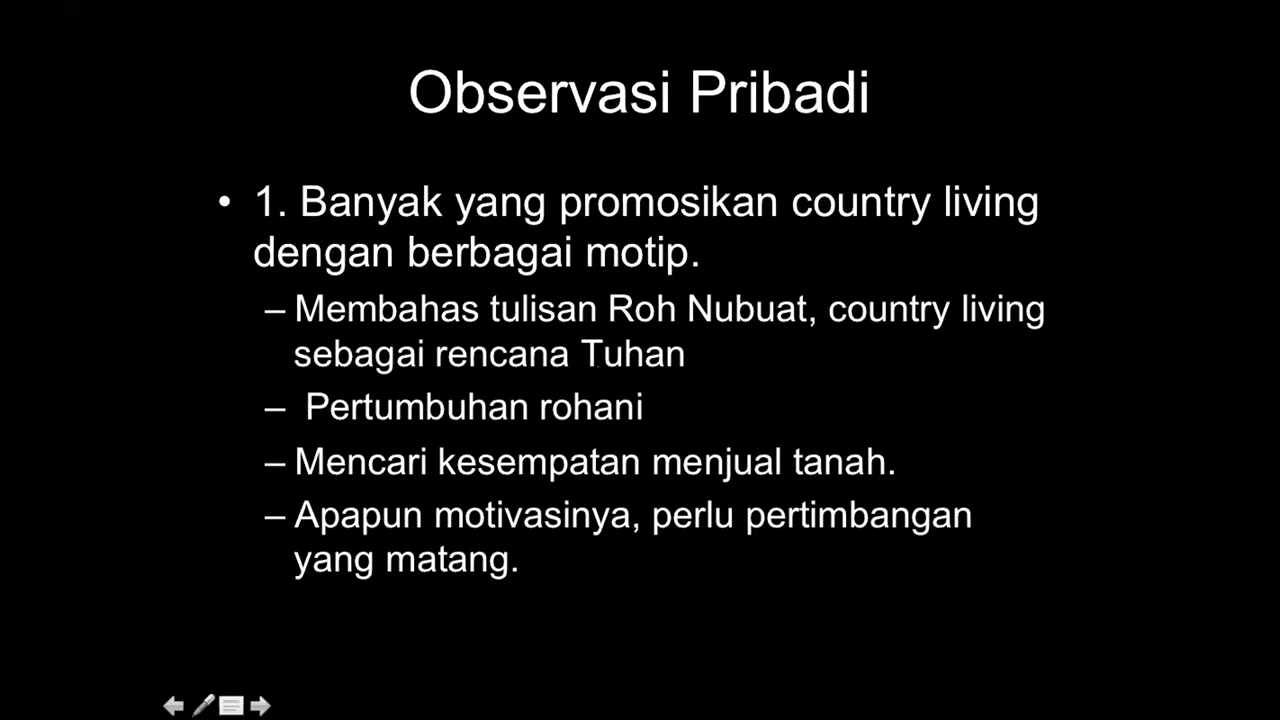 Observasi Pribadi
• 1. Banyak yang promosikan country living
dengan berbagai motip.
– Membahas tulisan Roh Nubuat, country living
sebagai rencana Tuhan
– Pertumbuhan rohani
– Mencari kesempatan menjual tanah.
– Apapun motivasinya, perlu pertimbangan
yang matang.